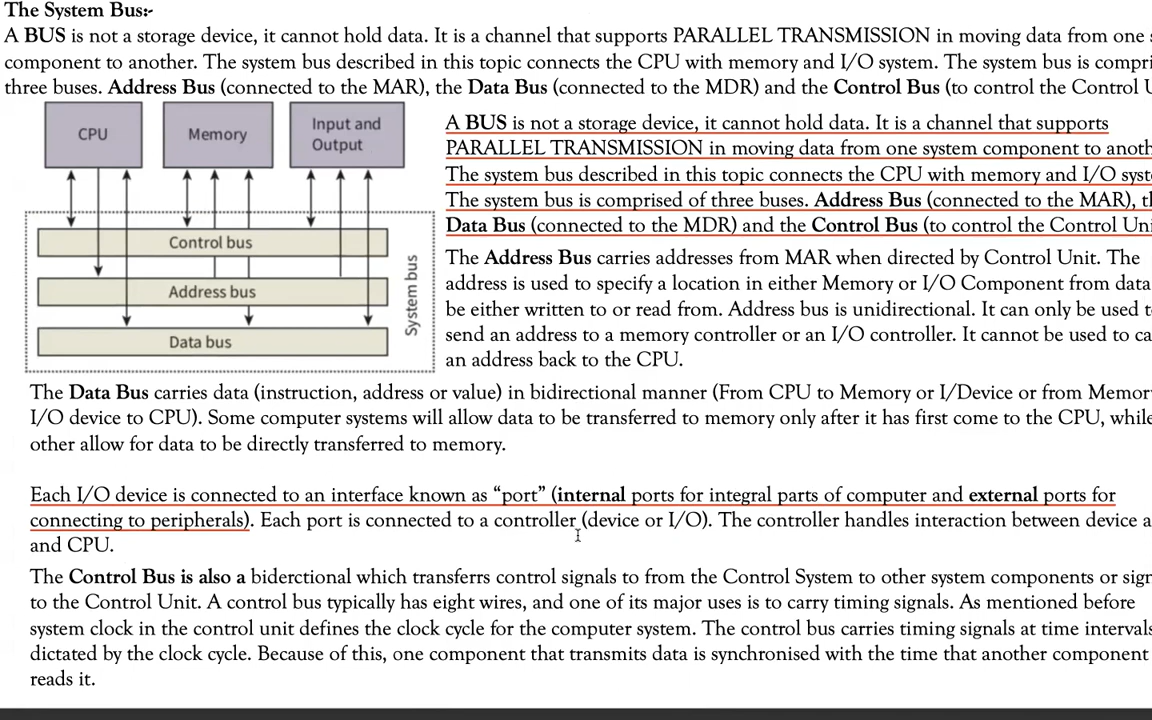 The System Bus:-
A BUS is not a storage device, it cannot hold data. It is a channel that supports PARALLEL TRANSMISSION in moving data from one
component to another. The system bus described in this topic connects the CPU with memory and I/O system. The system bus is compri
three buses. Address Bus (connected to the MAR), the Data Bus (connected to the MDR) and the Control Bus (to control the Control U
CPU
Memory
Input and
Output
Control bus
Address bus
Data bus
System bus
A BUS is not a storage device, it cannot hold data. It is a channel that supports
PARALLEL TRANSMISSION in moving data from one system component to anoth
The system bus described in this topic connects the CPU with memory and I/O syst
The system bus is comprised of three buses. Address Bus (connected to the MAR), t
Data Bus (connected to the MDR) and the Control Bus (to control the Control Uni
The Address Bus carries addresses from MAR when directed by Control Unit. The
address is used to specify a location in either Memory or I/O Component from data
be either written to or read from. Address bus is unidirectional. It can only be used t
send an address to a memory controller or an I/O controller. It cannot be used to ca
an address back to the CPU.
The Data Bus carries data (instruction, address or value) in bidirectional manner (From CPU to Memory or I/Device or from Memor
I/O device to CPU). Some computer systems will allow data to be transferred to memory only after it has first come to the CPU, while
other allow for data to be directly transferred to memory.
Each I/O device is connected to an interface known as “port” (internal ports for integral parts of computer and external ports for
connecting to peripherals). Each port is connected to a controller (device or I/O). The controller handles interaction between device a
and CPU.
The Control Bus is also a biderctional which transferrs control signals to from the Control System to other system components or sign
to the Control Unit. A control bus typically has eight wires, and one of its major uses is to carry timing signals. As mentioned before
system clock in the control unit defines the clock cycle for the computer system. The control bus carries timing signals at time intervals
dictated by the clock cycle. Because of this, one component that transmits data is synchronised with the time that another component
reads it.